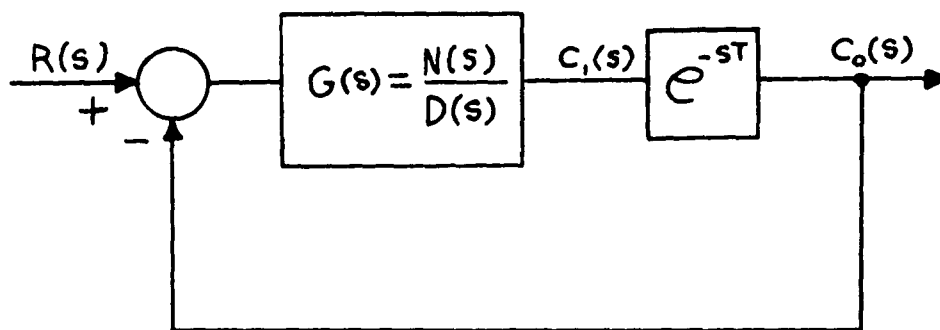 R(s)
+
-
G(s) = N(s)/D(s)
C₁(s)
e^-sT
C₀(s)